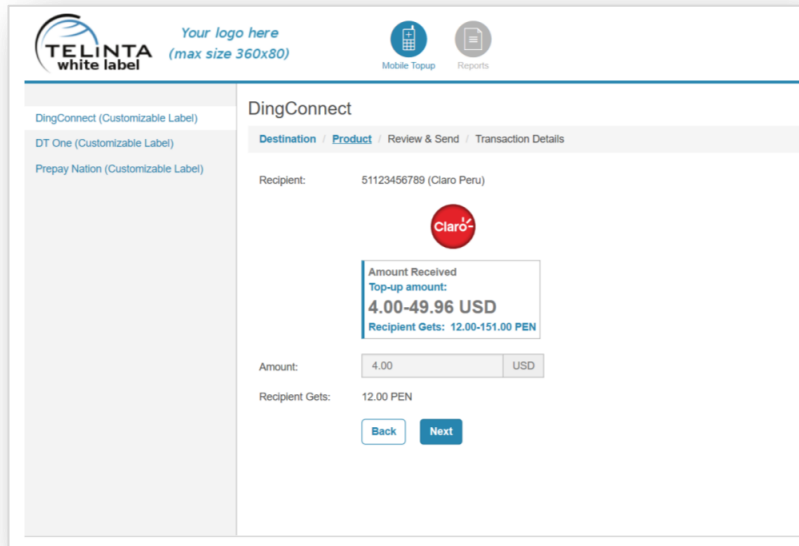 TELINTA
white label
Your logo here
(max size 360x80)
Mobile Topup
Reports
DingConnect (Customizable Label)
DT One (Customizable Label)
Prepay Nation (Customizable Label)
DingConnect
Destination / Product / Review & Send / Transaction Details
Recipient: 51123456789 (Claro Peru)
Claro
Amount Received
Top-up amount:
4.00-49.96 USD
Recipient Gets: 12.00-151.00 PEN
Amount: 4.00 USD
Recipient Gets: 12.00 PEN
Back Next